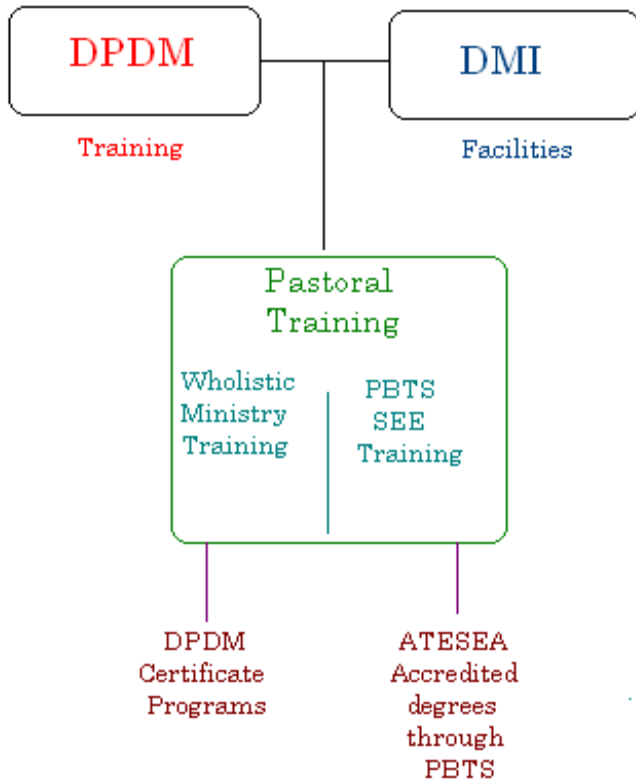 DPDM
DMI
Training
Facilities
Pastoral
Training
Wholistic
Ministry
Training
PBTS
SEE
Training
DPDM
Certificate
Programs
ATESEA
Accredited
degrees
through
PBTS